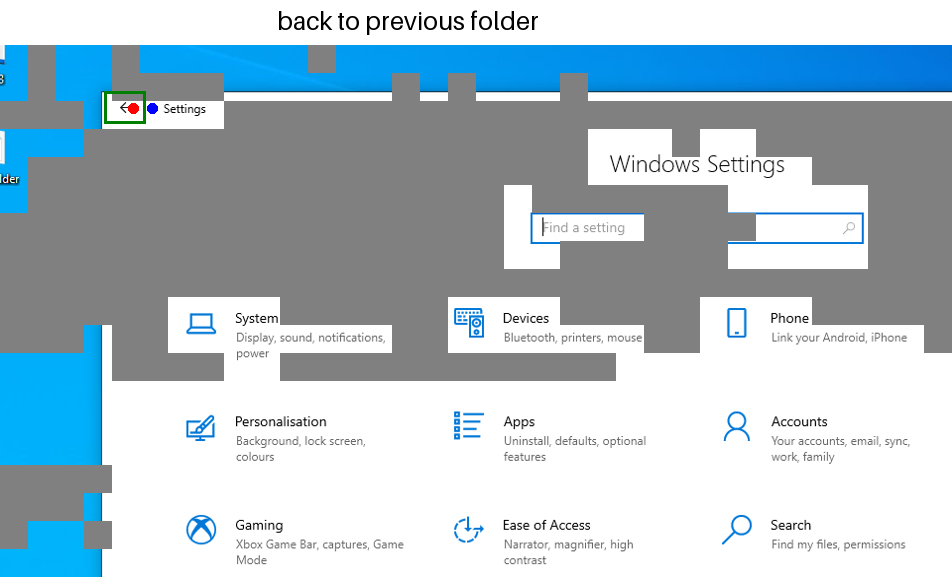 back to previous folder
Settings
Windows Settings
Find a setting
System
Display, sound, notifications,
power
Devices
Bluetooth, printers, mouse
Phone
Link your Android, iPhone
Personalisation
Background, lock screen,
colours
Apps
Uninstall, defaults, optional
features
Accounts
Your accounts, email, sync,
work, family
Gaming
Xbox Game Bar, captures, Game
Mode
Ease of Access
Narrator, magnifier, high
contrast
Search
Find my files, permissions